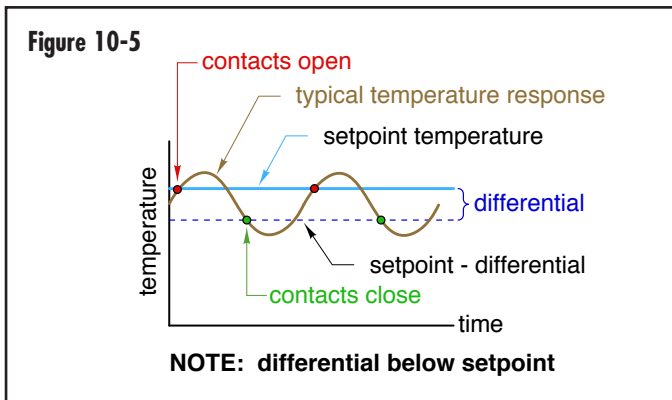 Figure 10-5
contacts open
typical temperature response
setpoint temperature
temperature
differential
setpoint - differential
contacts close
time
NOTE: differential below setpoint